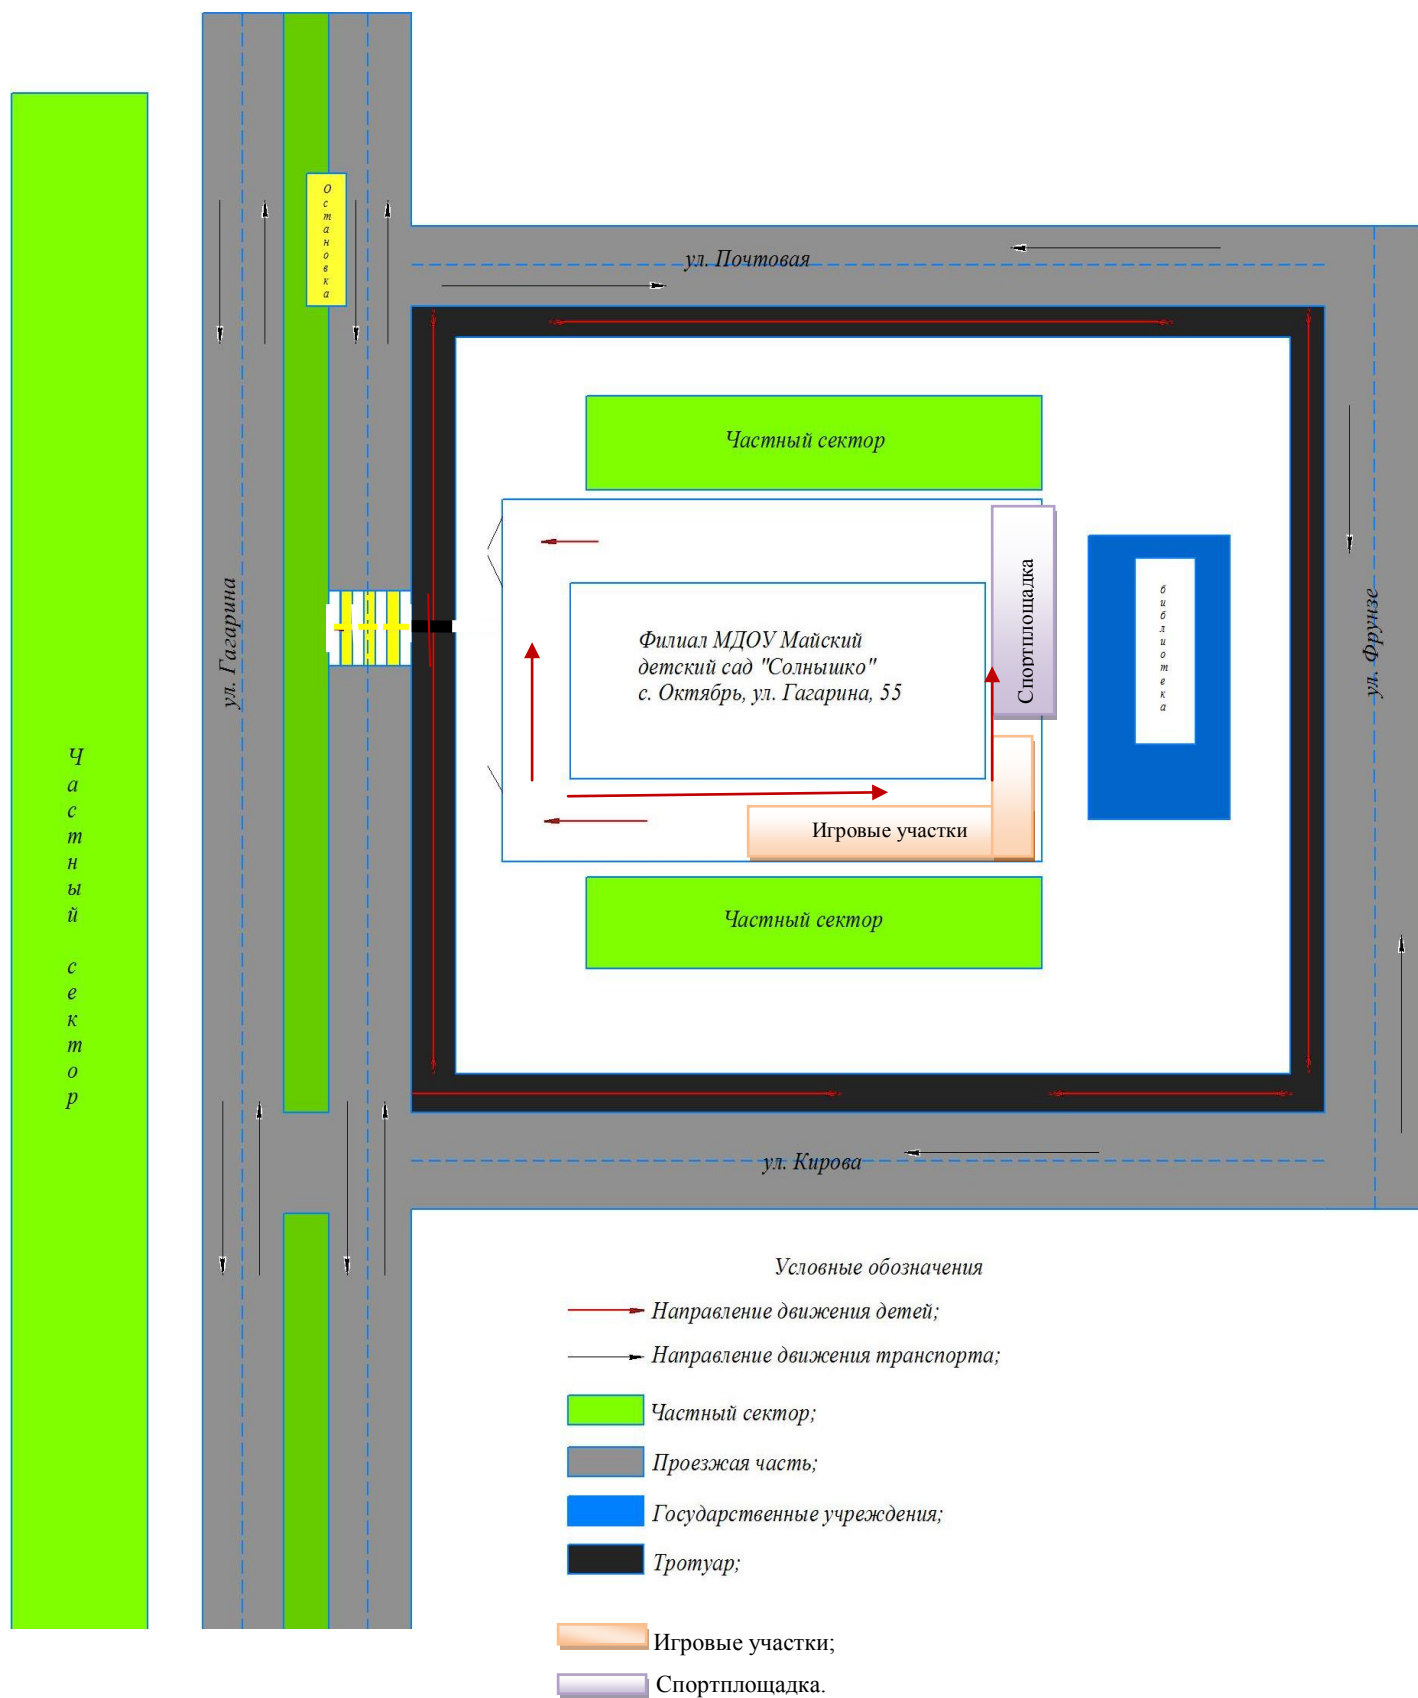 Остановка
ул. Почтовая
Частный сектор
ул. Гагарина
Филиал МДОУ Майский
детский сад "Солнышко"
с. Октябрь, ул. Гагарина, 55
Спортплощадка
библиотека
ул. Фрунзе
Частный сектор
Игровые участки
Частный сектор
ул. Кирова
Условные обозначения
Направление движения детей;
Направление движения транспорта;
Частный сектор;
Проезжая часть;
Государственные учреждения;
Тротуар;
Игровые участки;
Спортплощадка.